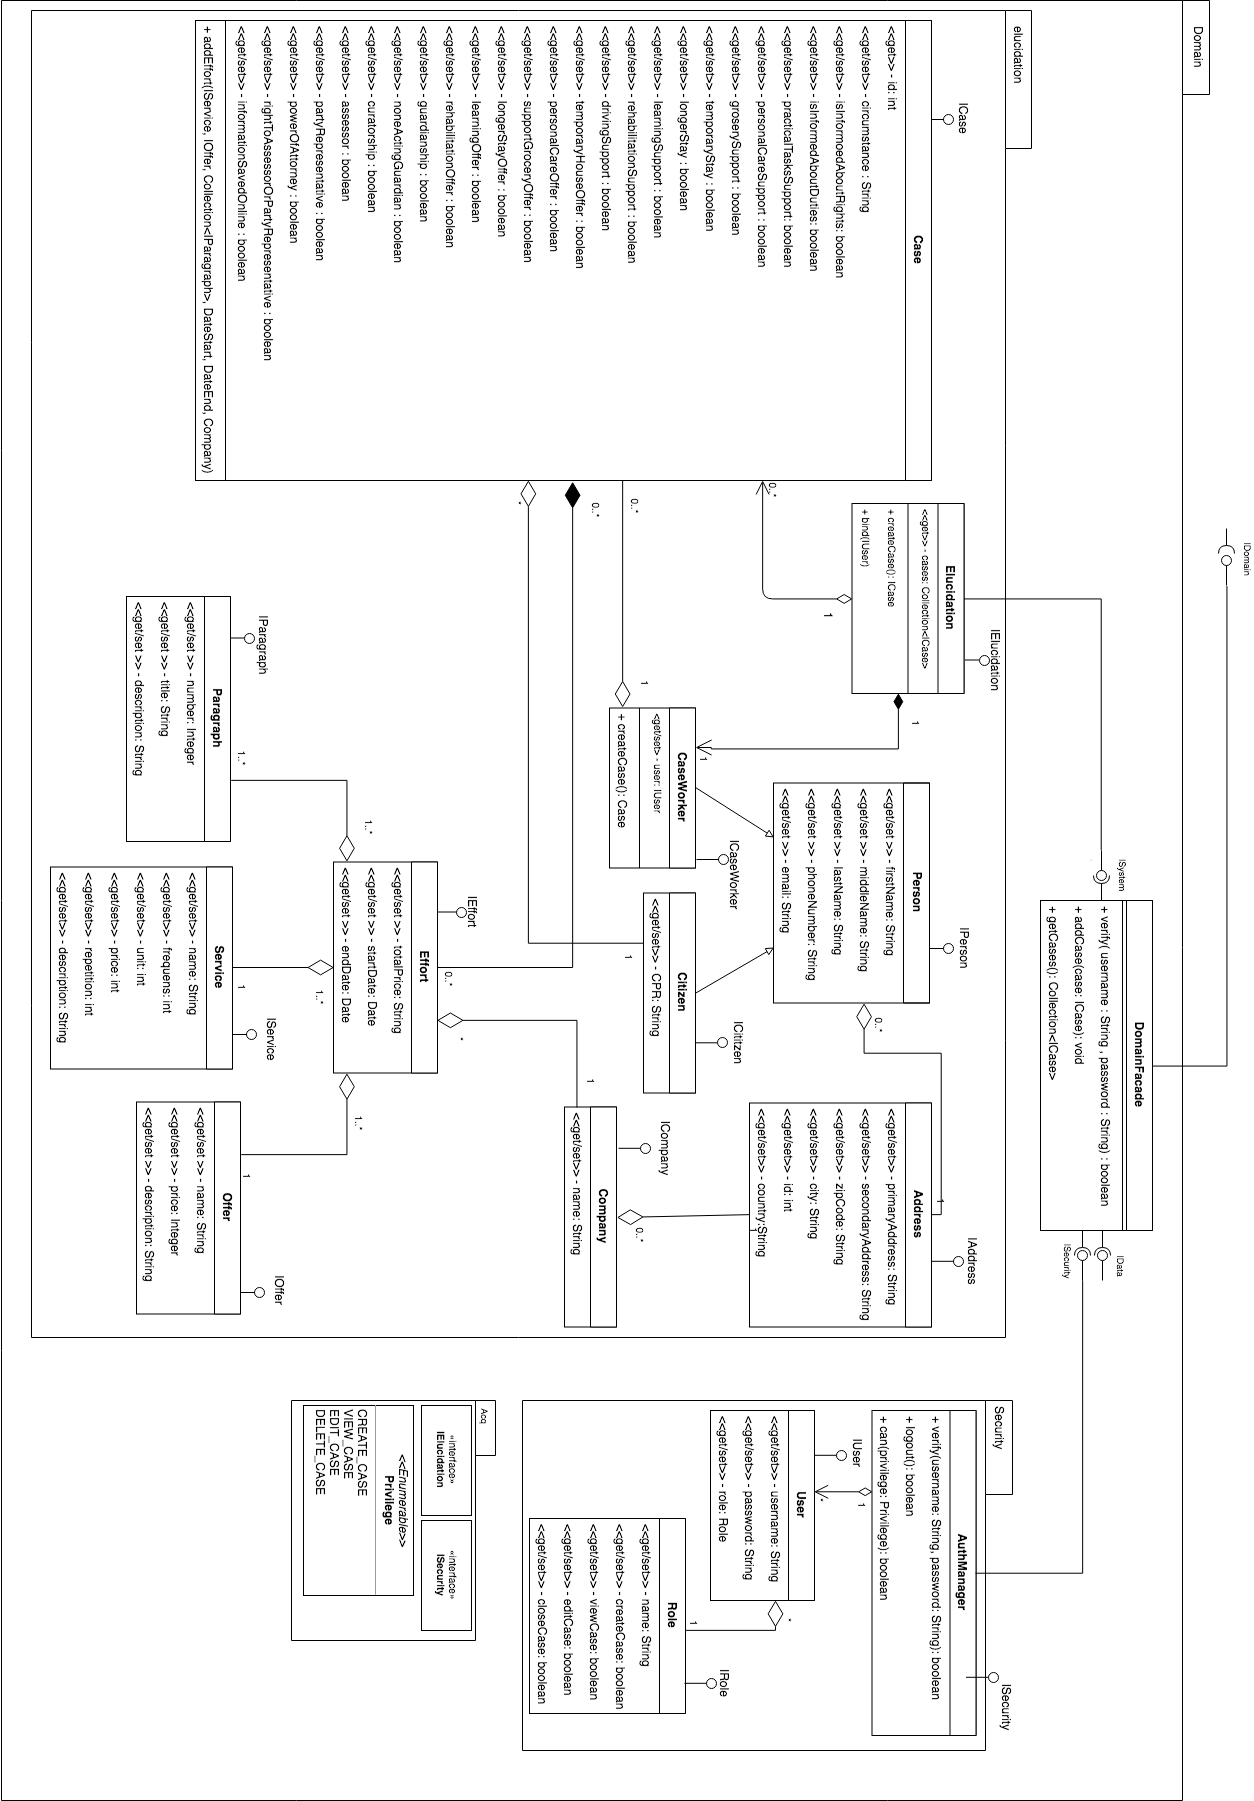 Domain
IDomain
elucidation
ICase
Case
<<get>> - id: int
<<get/set>> - circumstance : String
<<get/set>> - isInformoedAboutRights: boolean
<<get/set>> - isInformedAboutDuties: boolean
<<get/set>> - practicalTasksSupport: boolean
<<get/set>> - personalCareSupport : boolean
<<get/set>> - groserySupport : boolean
<<get/set>> - temporaryStay : boolean
<<get/set>> - longerStay : boolean
<<get/set>> - learningSupport : boolean
<<get/set>> - rehabilitationSupport : boolean
<<get/set>> - drivingSupport : boolean
<<get/set>> - temporaryHouseOffer : boolean
<<get/set>> - personalCareOffer : boolean
<<get/set>> - supportGroceryOffer : boolean
<<get/set>> - longerStayOffer : boolean
<<get/set>> - learningOffer : boolean
<<get/set>> - rehabilitationOffer : boolean
<<get/set>> - guardianship : boolean
<<get/set>> - noneActingGuardian : boolean
<<get/set>> - curatorship : boolean
<<get/set>> - assessor : boolean
<<get/set>> - partyRepresentative : boolean
<<get/set>> - powerOfAttorney : boolean
<<get/set>> - rightToAssessorOrPartyRepresentative : boolean
<<get/set>> - informationSavedOnline : boolean
+ addEffort(IService, IOffer, Collection<IParagraph>, DateStart, DateEnd, Company)
0..*
0..*
0..*
*
IElucidation
Elucidation
<<get>> - cases: Collection<ICase>
+ createCase(): ICase
+ bind(IUser)
1
1
1
1
CaseWorker
<get/set> - user: IUser
+ createCase(): Case
ICaseWorker
IPerson
Person
<<get/set >> - firstName: String
<<get/set >> - middleName: String
<<get/set >> - lastName: String
<<get/set >> - phoneNumber: String
<<get/set >> - email: String
0..*
ICititzen
Citizen
<<get/set>> - CPR: String
1
IAddress
Address
<<get/set>> - primaryAddress: String
<<get/set>> - secondaryAddress: String
<<get/set>> - zipCode: String
<<get/set>> - city: String
<<get/set>> - id: int
<<get/set>> - country:String
1
1
ICompany
Company
<<get/set>> - name: String
0..*
1
IParagraph
Paragraph
<<get/set >> - number: Integer
<<get/set >> - title: String
<<get/set >> - description: String
1..*
1..*
IEffort
Effort
<<get/set >> - totalPrice: String
<<get/set >> - startDate: Date
<<get/set >> - endDate: Date
0..*
*
1..*
1..*
IService
Service
<<get/set>> - name: String
<<get/set>> - frequens: int
<<get/set>> - unit: int
<<get/set>> - price: int
<<get/set>> - repetition: int
<<get/set>> - description: String
1
IOffer
Offer
<<get/set >> - name: String
<<get/set >> - price: Integer
<<get/set >> - description: String
1
ISystem
DomainFacade
+ verify( username : String , password : String) : boolean
+ addCase(case: ICase): void
+ getCases(): Collection<ICase>
IData
ISecurity
Security
AuthManager
+ verify(username: String, password: String): boolean
+ logout(): boolean
+ can(privilege: Privilege): boolean
ISecurity
1
*
IUser
User
<<get/set>> - username: String
<<get/set>> - password: String
<<get/set>> - role: Role
*
1
IRole
Role
<<get/set>> - name: String
<<get/set>> - createCase: boolean
<<get/set>> - viewCase: boolean
<<get/set>> - editCase: boolean
<<get/set>> - closeCase: boolean
Acq
«interface»
IElucidation
«interface»
ISecurity
<<Enumerable>>
Privilege
CREATE_CASE
VIEW_CASE
EDIT_CASE
DELETE_CASE